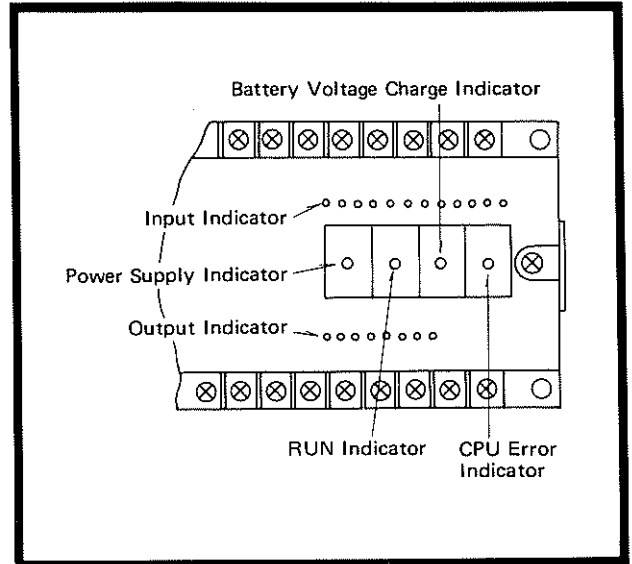 Battery Voltage Charge Indicator
Input Indicator
Power Supply Indicator
Output Indicator
RUN Indicator
CPU Error
Indicator